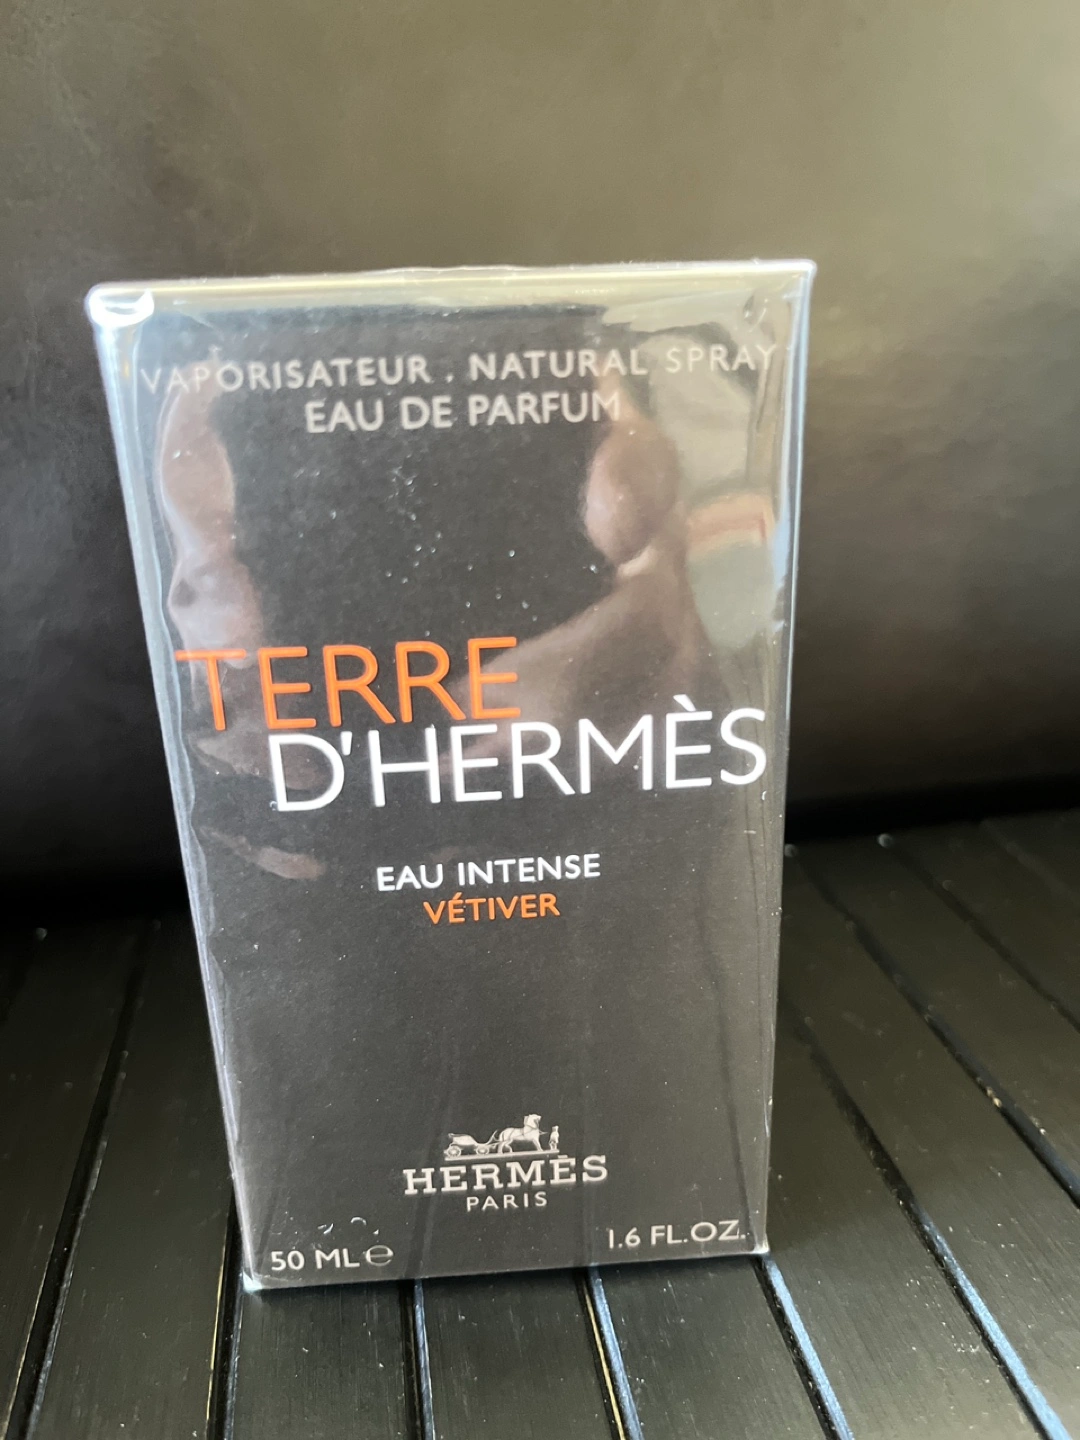 VAPORISATEUR . NATURAL SPRAY
EAU DE PARFUM
TERRE
D'HERMÈS
EAU INTENSE
VÉTIVER
HERMÈS
PARIS
50 ML ℮
1.6 FL.OZ.